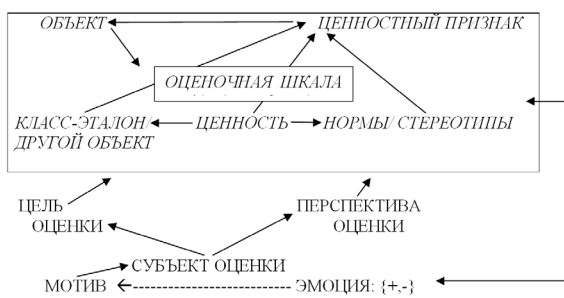 ОБЪЕКТ ЦЕННОСТНЫЙ ПРИЗНАК
ОЦЕНОЧНАЯ ШКАЛА
КЛАСС-ЭТАЛОН/ ЦЕННОСТЬ НОРМЫ/ СТЕРЕОТИПЫ
ДРУГОЙ ОБЪЕКТ
ЦЕЛЬ ПЕРСПЕКТИВА
ОЦЕНКИ ОЦЕНКИ
СУБЪЕКТ ОЦЕНКИ
МОТИВ ЭМОЦИЯ: {+,-}